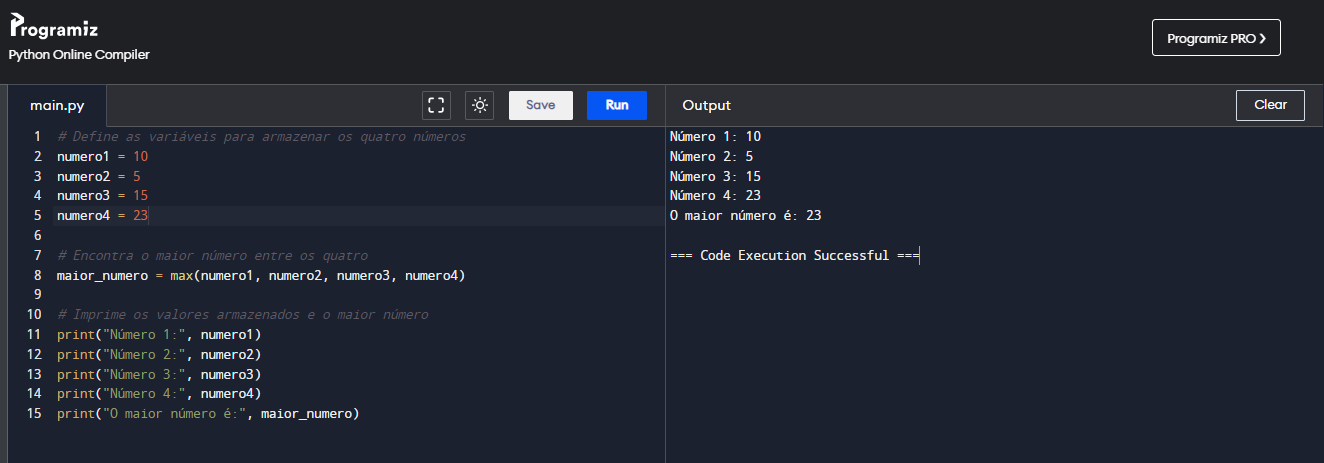 Programiz
Python Online Compiler
Programiz PRO ❯
main.py
Save
Run
1 # Define as variáveis para armazenar os quatro números
2 numero1 = 10
3 numero2 = 5
4 numero3 = 15
5 numero4 = 23
6
7 # Encontra o maior número entre os quatro
8 maior_numero = max(numero1, numero2, numero3, numero4)
9
10 # Imprime os valores armazenados e o maior número
11 print("Número 1:", numero1)
12 print("Número 2:", numero2)
13 print("Número 3:", numero3)
14 print("Número 4:", numero4)
15 print("O maior número é:", maior_numero)
Output
Clear
Número 1: 10
Número 2: 5
Número 3: 15
Número 4: 23
O maior número é: 23
=== Code Execution Successful ===